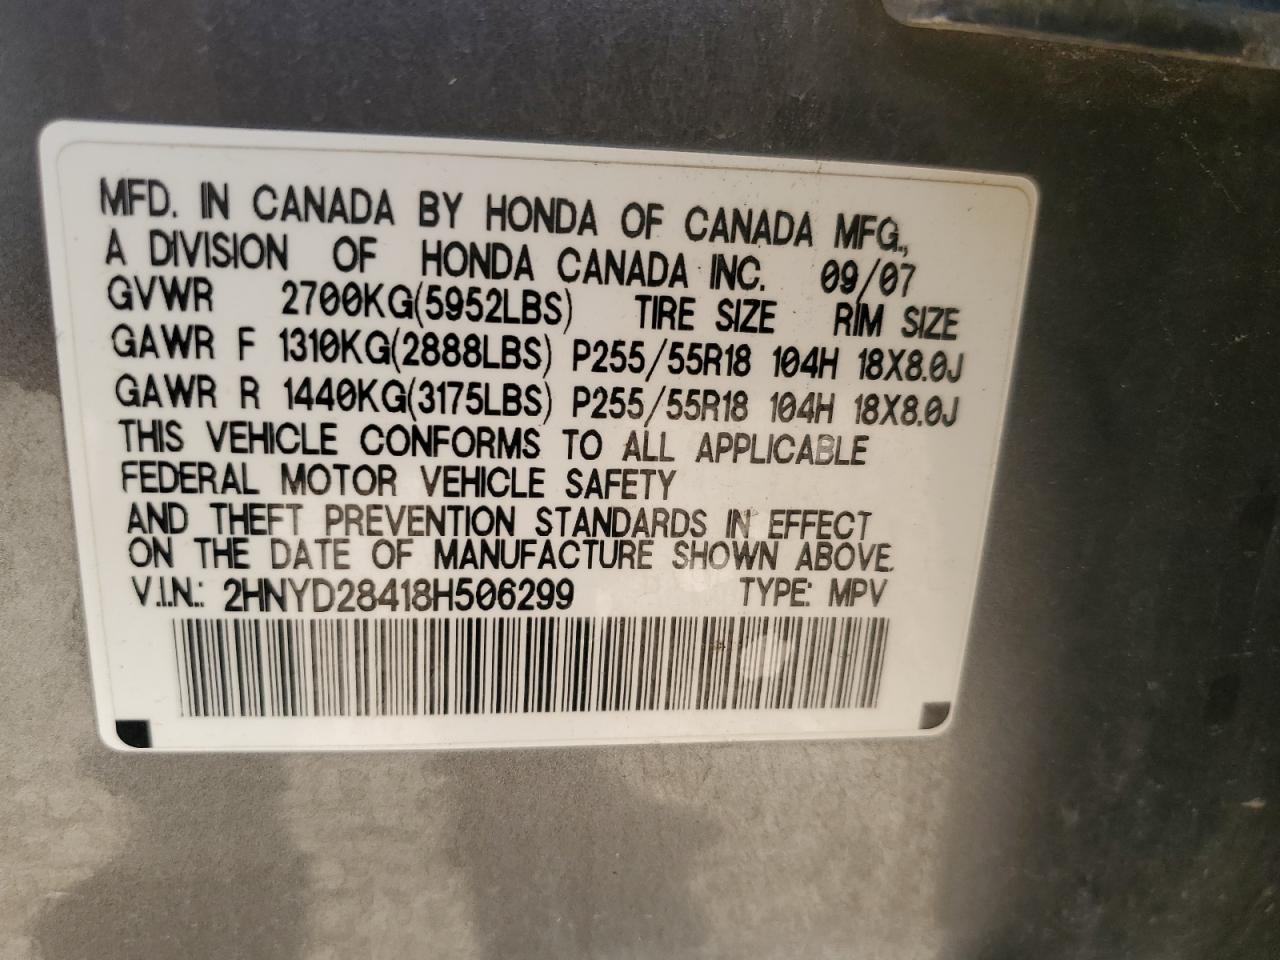 MFD. IN CANADA BY HONDA OF CANADA MFG.,
A DIVISION OF HONDA CANADA INC. 09/07
GVWR 2700KG(5952LBS) TIRE SIZE RIM SIZE
GAWR F 1310KG(2888LBS) P255/55R18 104H 18X8.0J
GAWR R 1440KG(3175LBS) P255/55R18 104H 18X8.0J
THIS VEHICLE CONFORMS TO ALL APPLICABLE
FEDERAL MOTOR VEHICLE SAFETY
AND THEFT PREVENTION STANDARDS IN EFFECT
ON THE DATE OF MANUFACTURE SHOWN ABOVE.
V.I.N.: 2HNYD28418H506299 TYPE: MPV